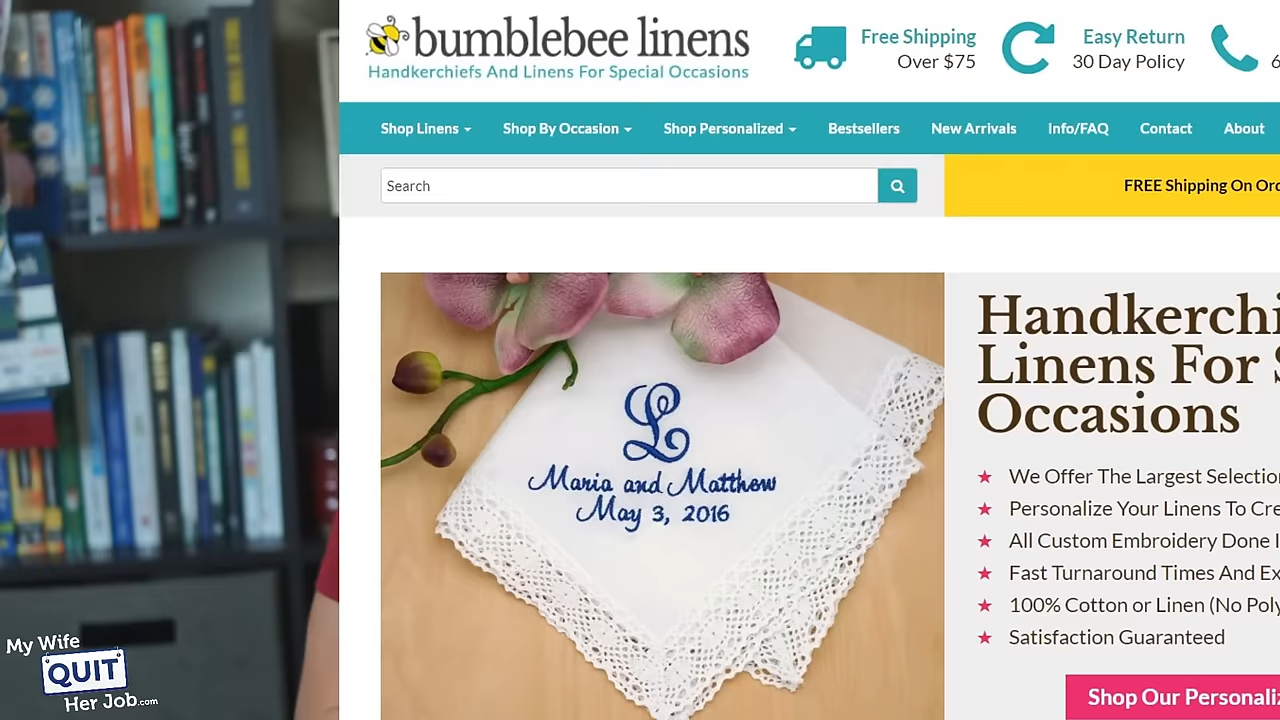 bumblebee linens
Handkerchiefs And Linens For Special Occasions
Free Shipping
Over $75
Easy Return
30 Day Policy
6
Shop Linens
Shop By Occasion
Shop Personalized
Bestsellers
New Arrivals
Info/FAQ
Contact
About
Search
FREE Shipping On Ord
L
Maria and Matthew
May 3, 2016
Handkerchi
Linens For S
Occasions
We Offer The Largest Selection
Personalize Your Linens To Cre
All Custom Embroidery Done I
Fast Turnaround Times And Ex
100% Cotton or Linen (No Poly
Satisfaction Guaranteed
Shop Our Personaliz
My Wife
QUIT
Her Job.com